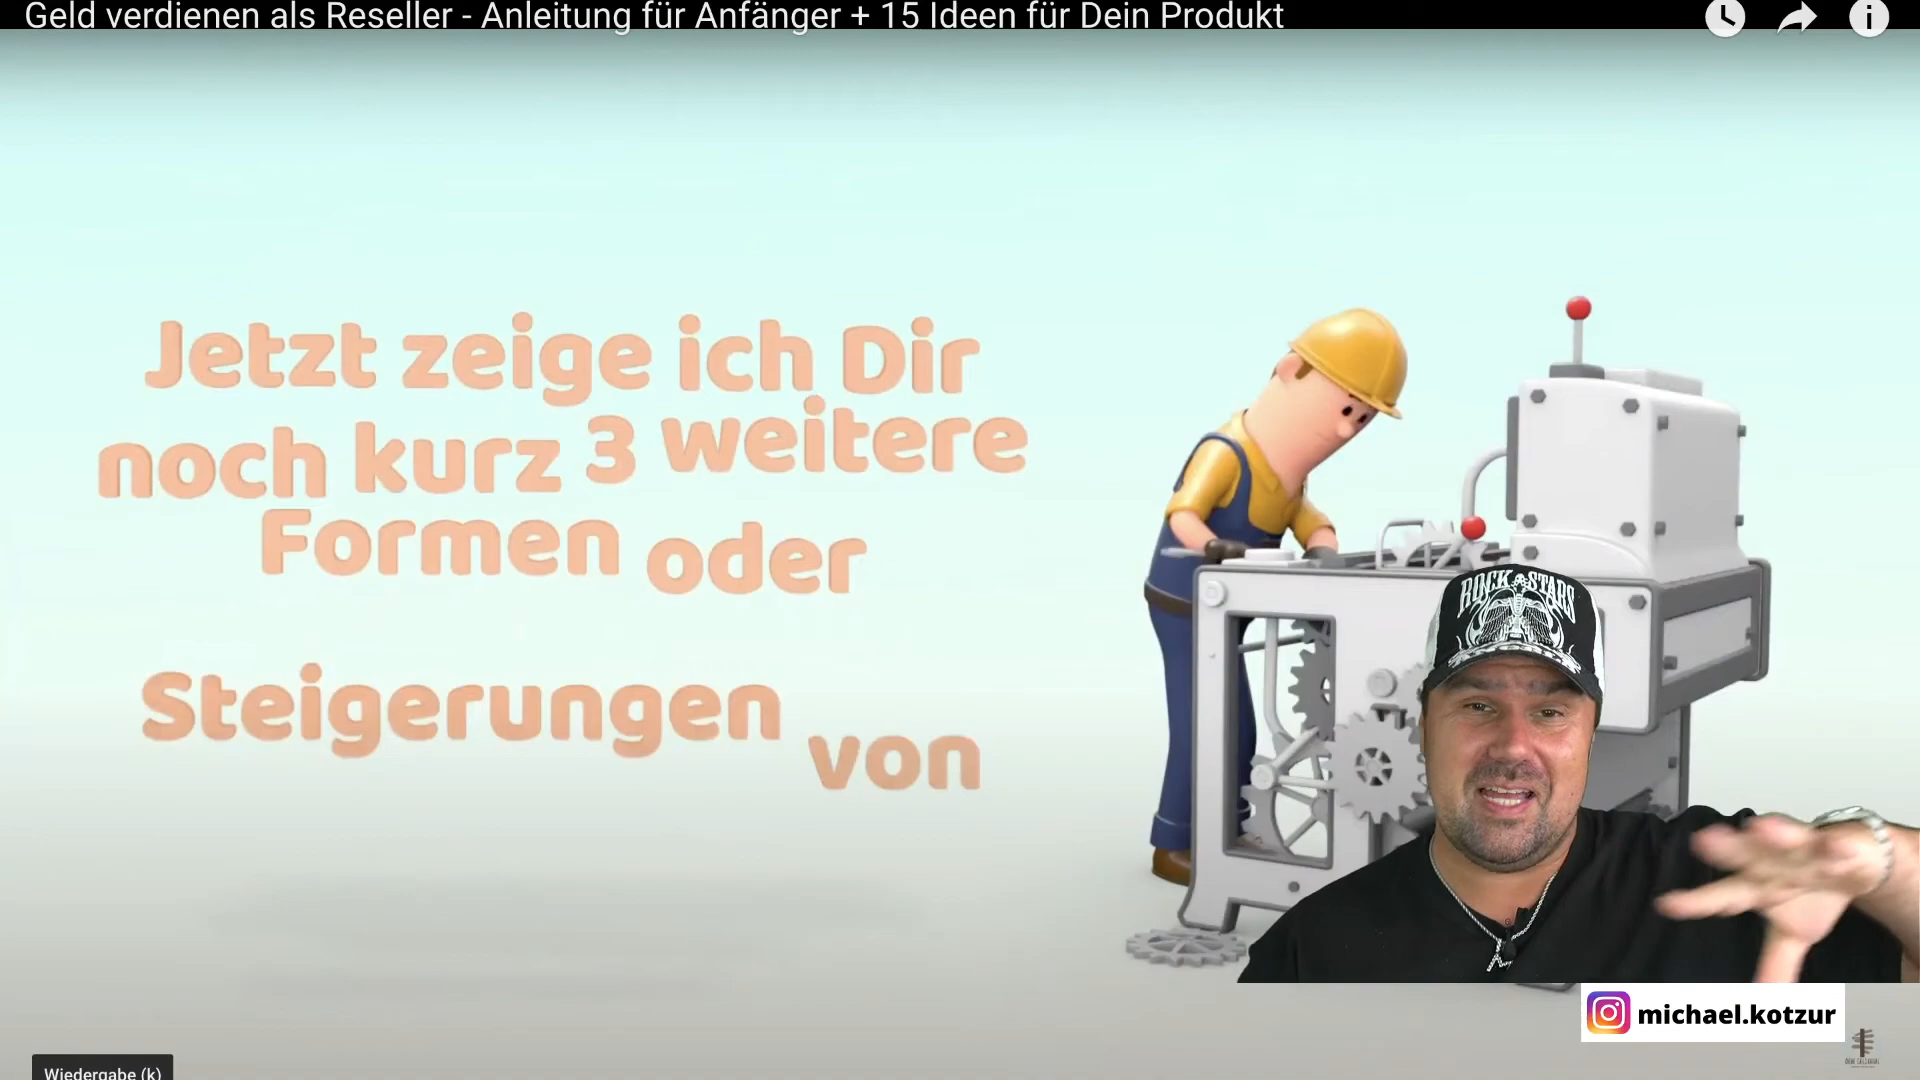 Geld verdienen als Reseller - Anleitung für Anfänger + 15 Ideen für Dein Produkt
Jetzt zeige ich Dir
noch kurz 3 weitere
Formen oder
Steigerungen von
ROCK STARS
michael.kotzur
Wiedergabe (k)